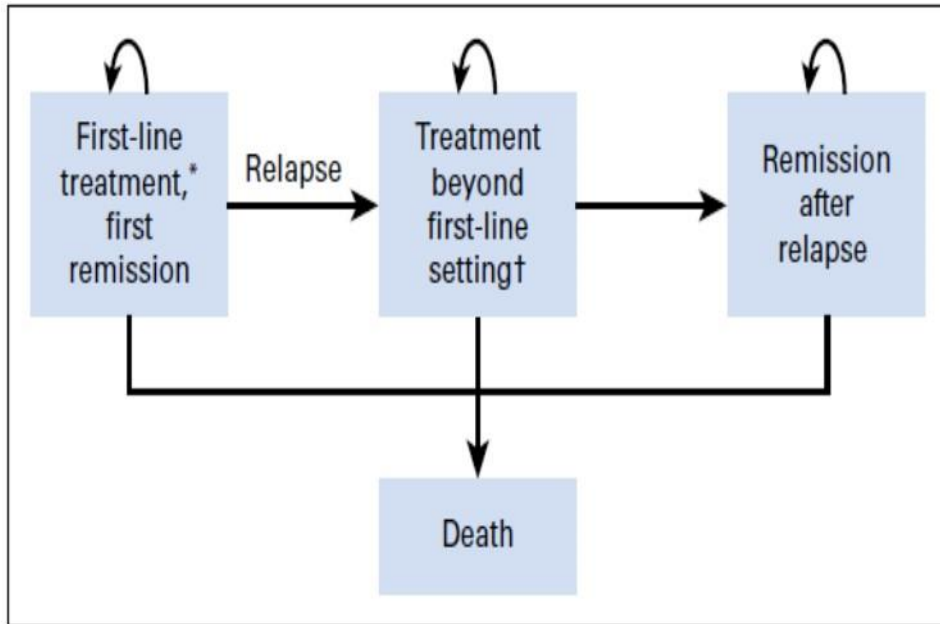 First-line
treatment,*
first
remission
Relapse
Treatment
beyond
first-line
setting†
Remission
after
relapse
Death